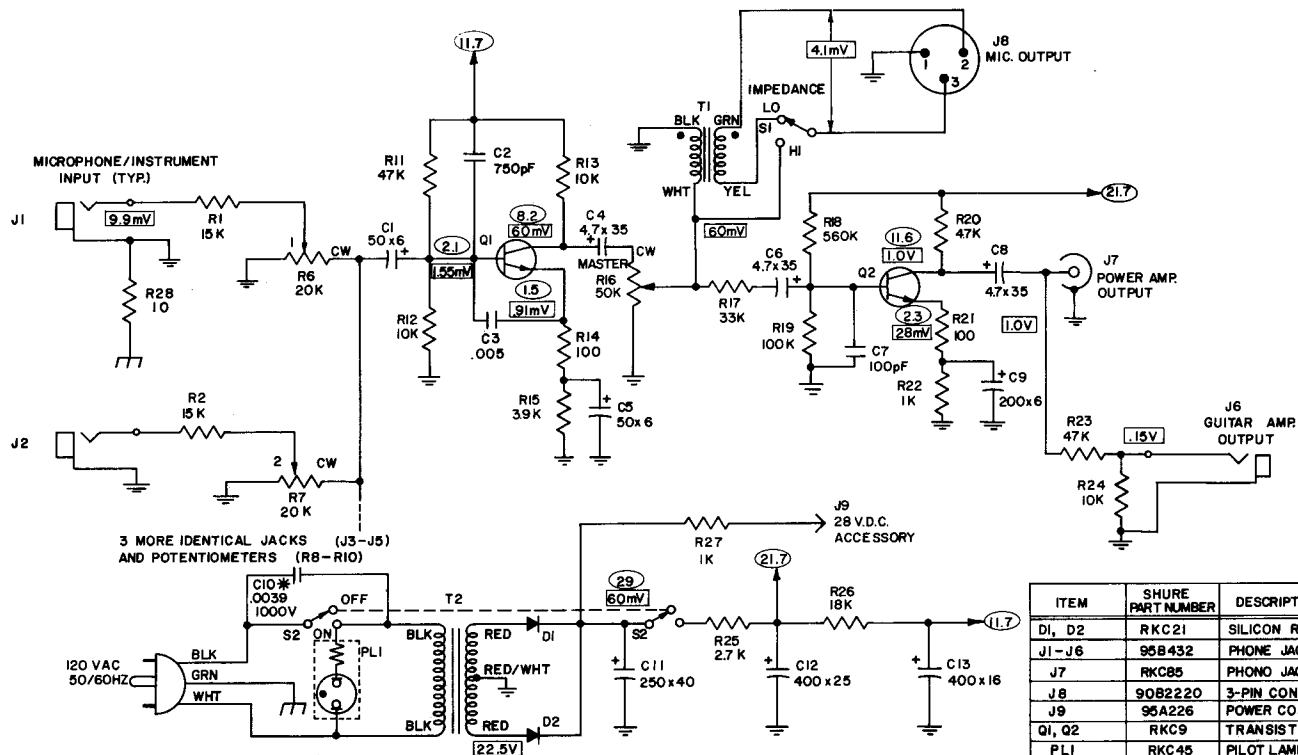 11.7
J8
MIC. OUTPUT
1
2
3
4.1mV
IMPEDANCE
T1
LO
BLK
GRN
S1
HI
WHT
YEL
MICROPHONE/INSTRUMENT
INPUT (TYP.)
J1
9.9mV
R1
15 K
1
CW
R6
20K
R28
10
R11
47K
C2
750pF
R13
10K
C1
50x6
+
2.1
1.55mV
Q1
8.2
60mV
C4
4.7x35
+
MASTER
CW
R16
50K
1.5
.91mV
R12
10K
C3
.005
R14
100
R15
3.9K
+
C5
50x6
60mV
R17
33K
C6
4.7x35
+
R18
560K
21.7
R20
4.7K
11.6
1.0V
Q2
C8
+
4.7x35
J7
POWER AMP.
OUTPUT
1.0V
2.3
28mV
R21
100
R19
100K
C7
100pF
R22
1K
+
C9
200x6
J2
R2
15 K
2
CW
R7
20 K
R23
47K
.15V
J6
GUITAR AMP.
OUTPUT
R24
10K
3 MORE IDENTICAL JACKS (J3-J5)
AND POTENTIOMETERS (R8-R10)
R27
1K
J9
28 V.D.C.
ACCESSORY
C10*
.0039
1000V
OFF
S2
ON
PL1
T2
BLK
RED
D1
RED/WHT
BLK
RED
D2
22.5V
120 VAC
50/60HZ
BLK
GRN
WHT
29
60mV
S2
+
C11
250x40
R25
2.7 K
21.7
+
C12
400x25
R26
18K
+
C13
400x16
11.7
ITEM SHURE PART NUMBER DESCRIPT
D1, D2 RKC21 SILICON R
J1-J6 95B432 PHONE JA
J7 RKC85 PHONO JA
J8 90B2220 3-PIN CON
J9 95A226 POWER CO
Q1, Q2 RKC9 TRANSIST
PL1 RKC45 PILOT LAM